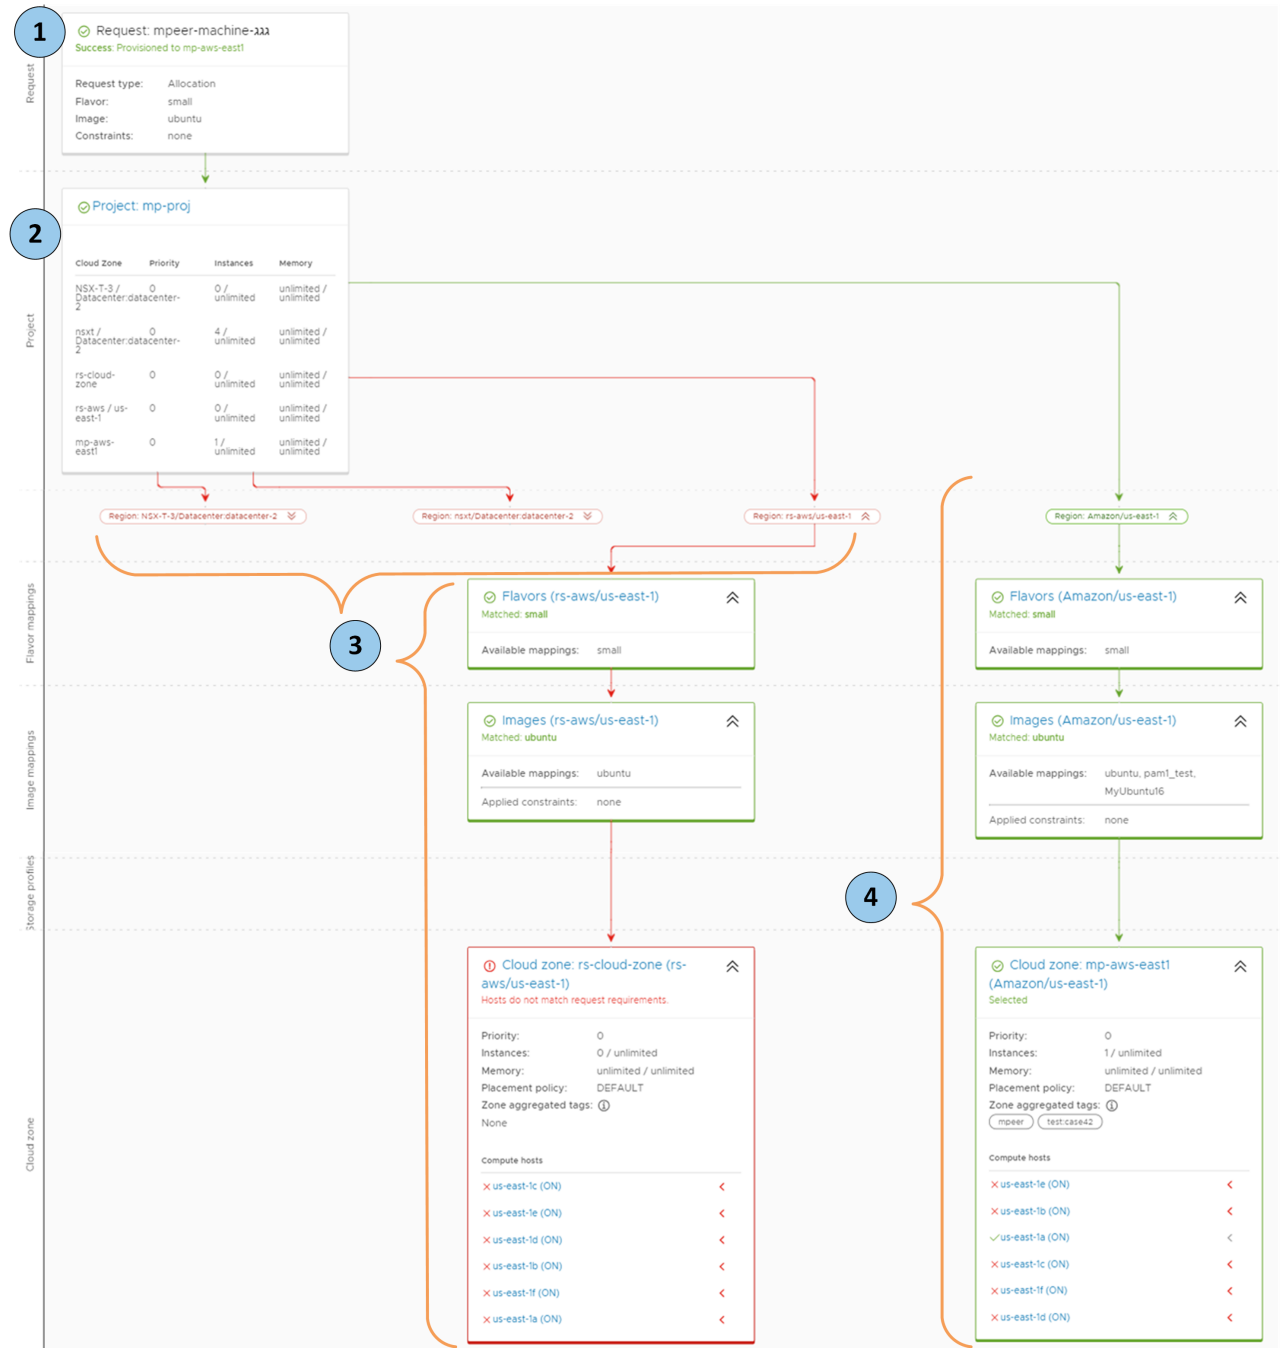 1
Request: mpeer-machine-גגג
Success: Provisioned to mp-aws-east1
Request type: Allocation
Flavor: small
Image: ubuntu
Constraints: none
Request
2
Project: mp-proj
Cloud Zone Priority Instances Memory
NSX-T-3 / Datacenter:datacenter-2 0 0 / unlimited unlimited / unlimited
nsxt / Datacenter:datacenter-2 0 4 / unlimited unlimited / unlimited
rs-cloud-zone 0 0 / unlimited unlimited / unlimited
rs-aws / us-east-1 0 0 / unlimited unlimited / unlimited
mp-aws-east1 0 1 / unlimited unlimited / unlimited
Project
Region: NSX-T-3/Datacenter:datacenter-2
Region: nsxt/Datacenter:datacenter-2
Region: rs-aws/us-east-1
Region: Amazon/us-east-1
3
Flavor mappings
Flavors (rs-aws/us-east-1)
Matched: small
Available mappings: small
Flavors (Amazon/us-east-1)
Matched: small
Available mappings: small
Image mappings
Images (rs-aws/us-east-1)
Matched: ubuntu
Available mappings: ubuntu
Applied constraints: none
Images (Amazon/us-east-1)
Matched: ubuntu
Available mappings: ubuntu, pam1_test,
MyUbuntu16
Applied constraints: none
Storage profiles
4
Cloud zone
Cloud zone: rs-cloud-zone (rs-
aws/us-east-1)
Hosts do not match request requirements.
Priority: 0
Instances: 0 / unlimited
Memory: unlimited / unlimited
Placement policy: DEFAULT
Zone aggregated tags:
None
Compute hosts
us-east-1c (ON)
us-east-1e (ON)
us-east-1d (ON)
us-east-1b (ON)
us-east-1f (ON)
us-east-1a (ON)
Cloud zone: mp-aws-east1
(Amazon/us-east-1)
Selected
Priority: 0
Instances: 1 / unlimited
Memory: unlimited / unlimited
Placement policy: DEFAULT
Zone aggregated tags:
mpeer test:case42
Compute hosts
us-east-1e (ON)
us-east-1b (ON)
us-east-1a (ON)
us-east-1c (ON)
us-east-1f (ON)
us-east-1d (ON)